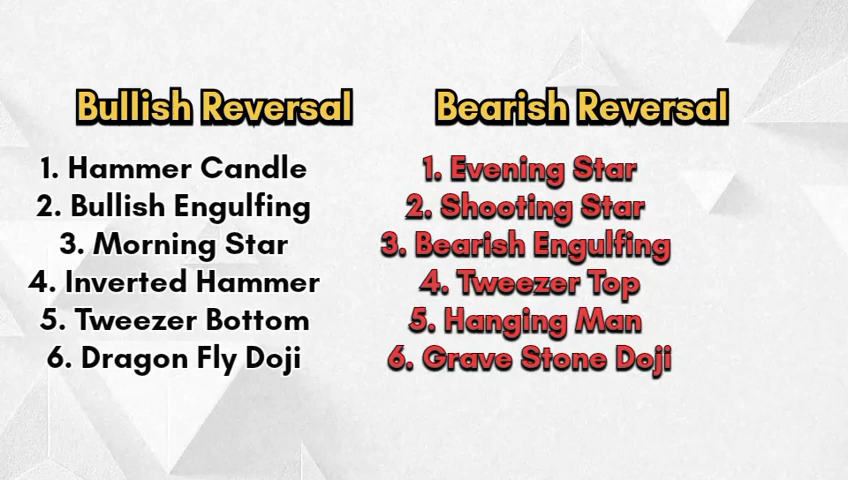 Bullish Reversal
1. Hammer Candle
2. Bullish Engulfing
3. Morning Star
4. Inverted Hammer
5. Tweezer Bottom
6. Dragon Fly Doji
Bearish Reversal
1. Evening Star
2. Shooting Star
3. Bearish Engulfing
4. Tweezer Top
5. Hanging Man
6. Grave Stone Doji